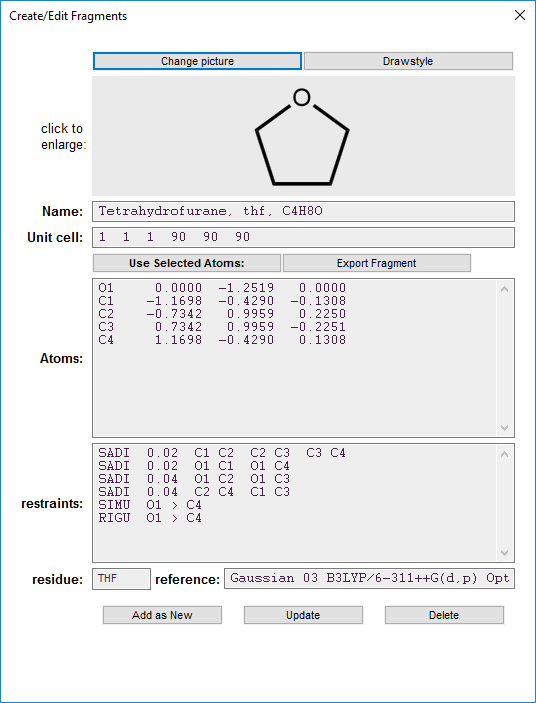 Create/Edit Fragments
Change picture Drawstyle
O
click to
enlarge:
Name: Tetrahydrofurane, thf, C4H8O
Unit cell: 1 1 1 90 90 90
Use Selected Atoms: Export Fragment
Atoms:
O1 0.0000 -1.2519 0.0000
C1 -1.1698 -0.4290 -0.1308
C2 -0.7342 0.9959 0.2250
C3 0.7342 0.9959 -0.2251
C4 1.1698 -0.4290 0.1308
restraints:
SADI 0.02 C1 C2 C2 C3 C3 C4
SADI 0.02 O1 C1 O1 C4
SADI 0.04 O1 C2 O1 C3
SADI 0.04 C2 C4 C1 C3
SIMU O1 > C4
RIGU O1 > C4
residue: THF reference: Gaussian 03 B3LYP/6-311++G(d,p) Opt
Add as New Update Delete